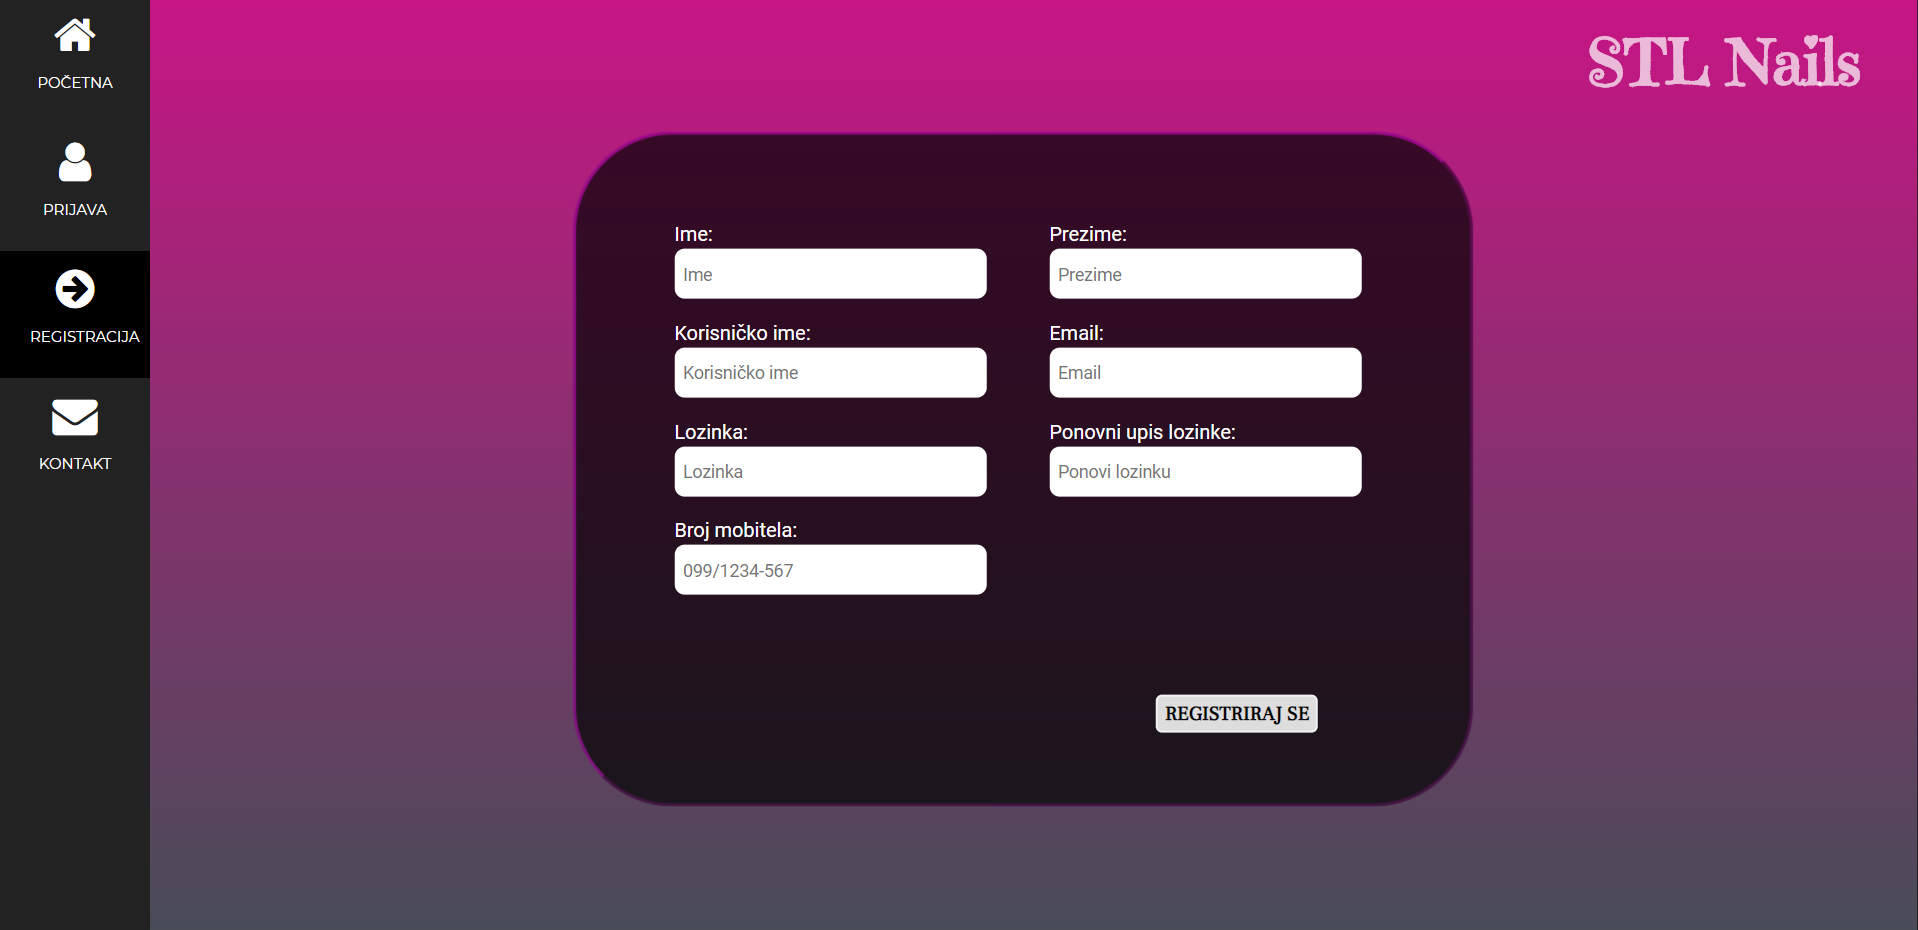 POČETNA
PRIJAVA
REGISTRACIJA
KONTAKT
STL Nails
Ime:
Prezime:
Ime
Prezime
Korisničko ime:
Email:
Korisničko ime
Email
Lozinka:
Ponovni upis lozinke:
Lozinka
Ponovi lozinku
Broj mobitela:
099/1234-567
REGISTRIRAJ SE